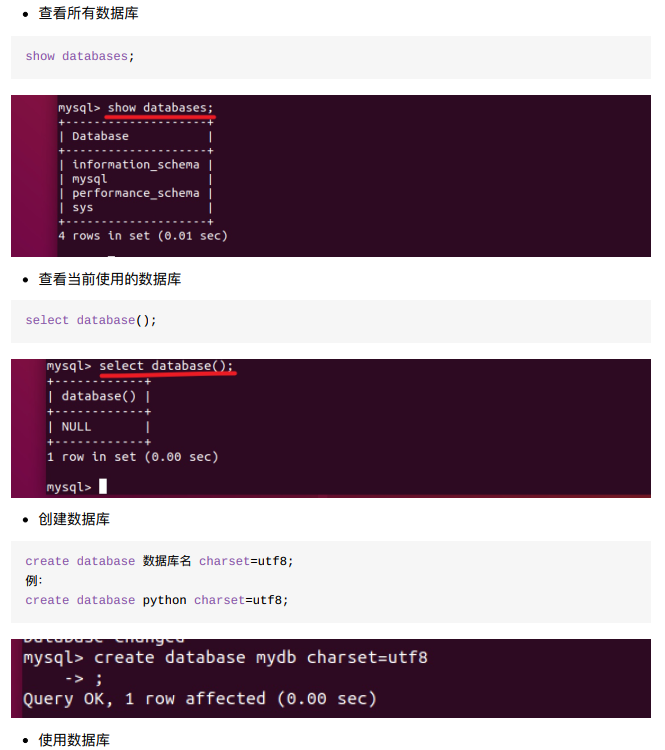 查看所有数据库
show databases;
mysql> show databases;
+--------------------+
| Database           |
+--------------------+
| information_schema |
| mysql              |
| performance_schema |
| sys                |
+--------------------+
4 rows in set (0.01 sec)
查看当前使用的数据库
select database();
mysql> select database();
+------------+
| database() |
+------------+
| NULL       |
+------------+
1 row in set (0.00 sec)
mysql>
创建数据库
create database 数据库名 charset=utf8;
例:
create database python charset=utf8;
Database changed
mysql> create database mydb charset=utf8
-> ;
Query OK, 1 row affected (0.00 sec)
使用数据库